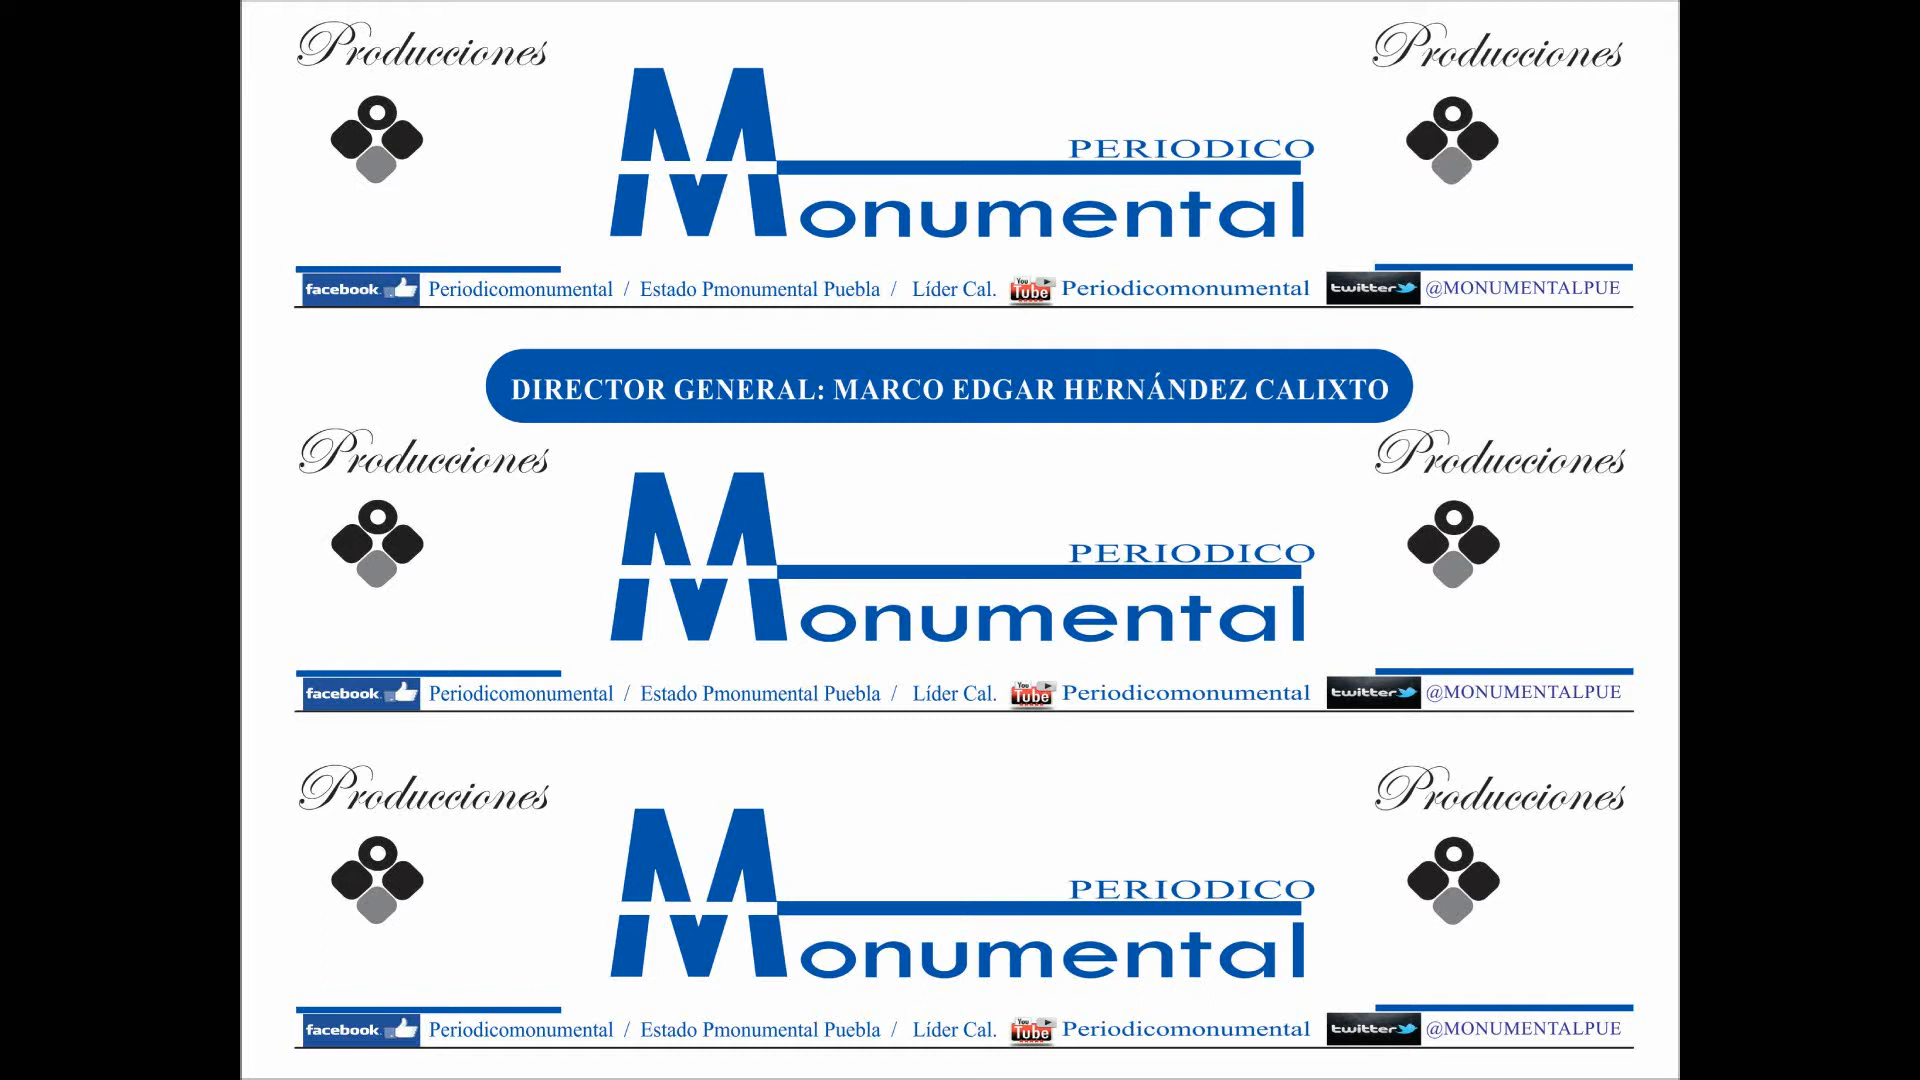 Producciones Producciones
PERIODICO
Monumental
facebook Periodicomonumental / Estado Pmonumental Puebla / Líder Cal. You Tube Periodicomonumental twitter @MONUMENTALPUE
DIRECTOR GENERAL: MARCO EDGAR HERNÁNDEZ CALIXTO
Producciones Producciones
PERIODICO
Monumental
facebook Periodicomonumental / Estado Pmonumental Puebla / Líder Cal. You Tube Periodicomonumental twitter @MONUMENTALPUE
Producciones Producciones
PERIODICO
Monumental
facebook Periodicomonumental / Estado Pmonumental Puebla / Líder Cal. You Tube Periodicomonumental twitter @MONUMENTALPUE